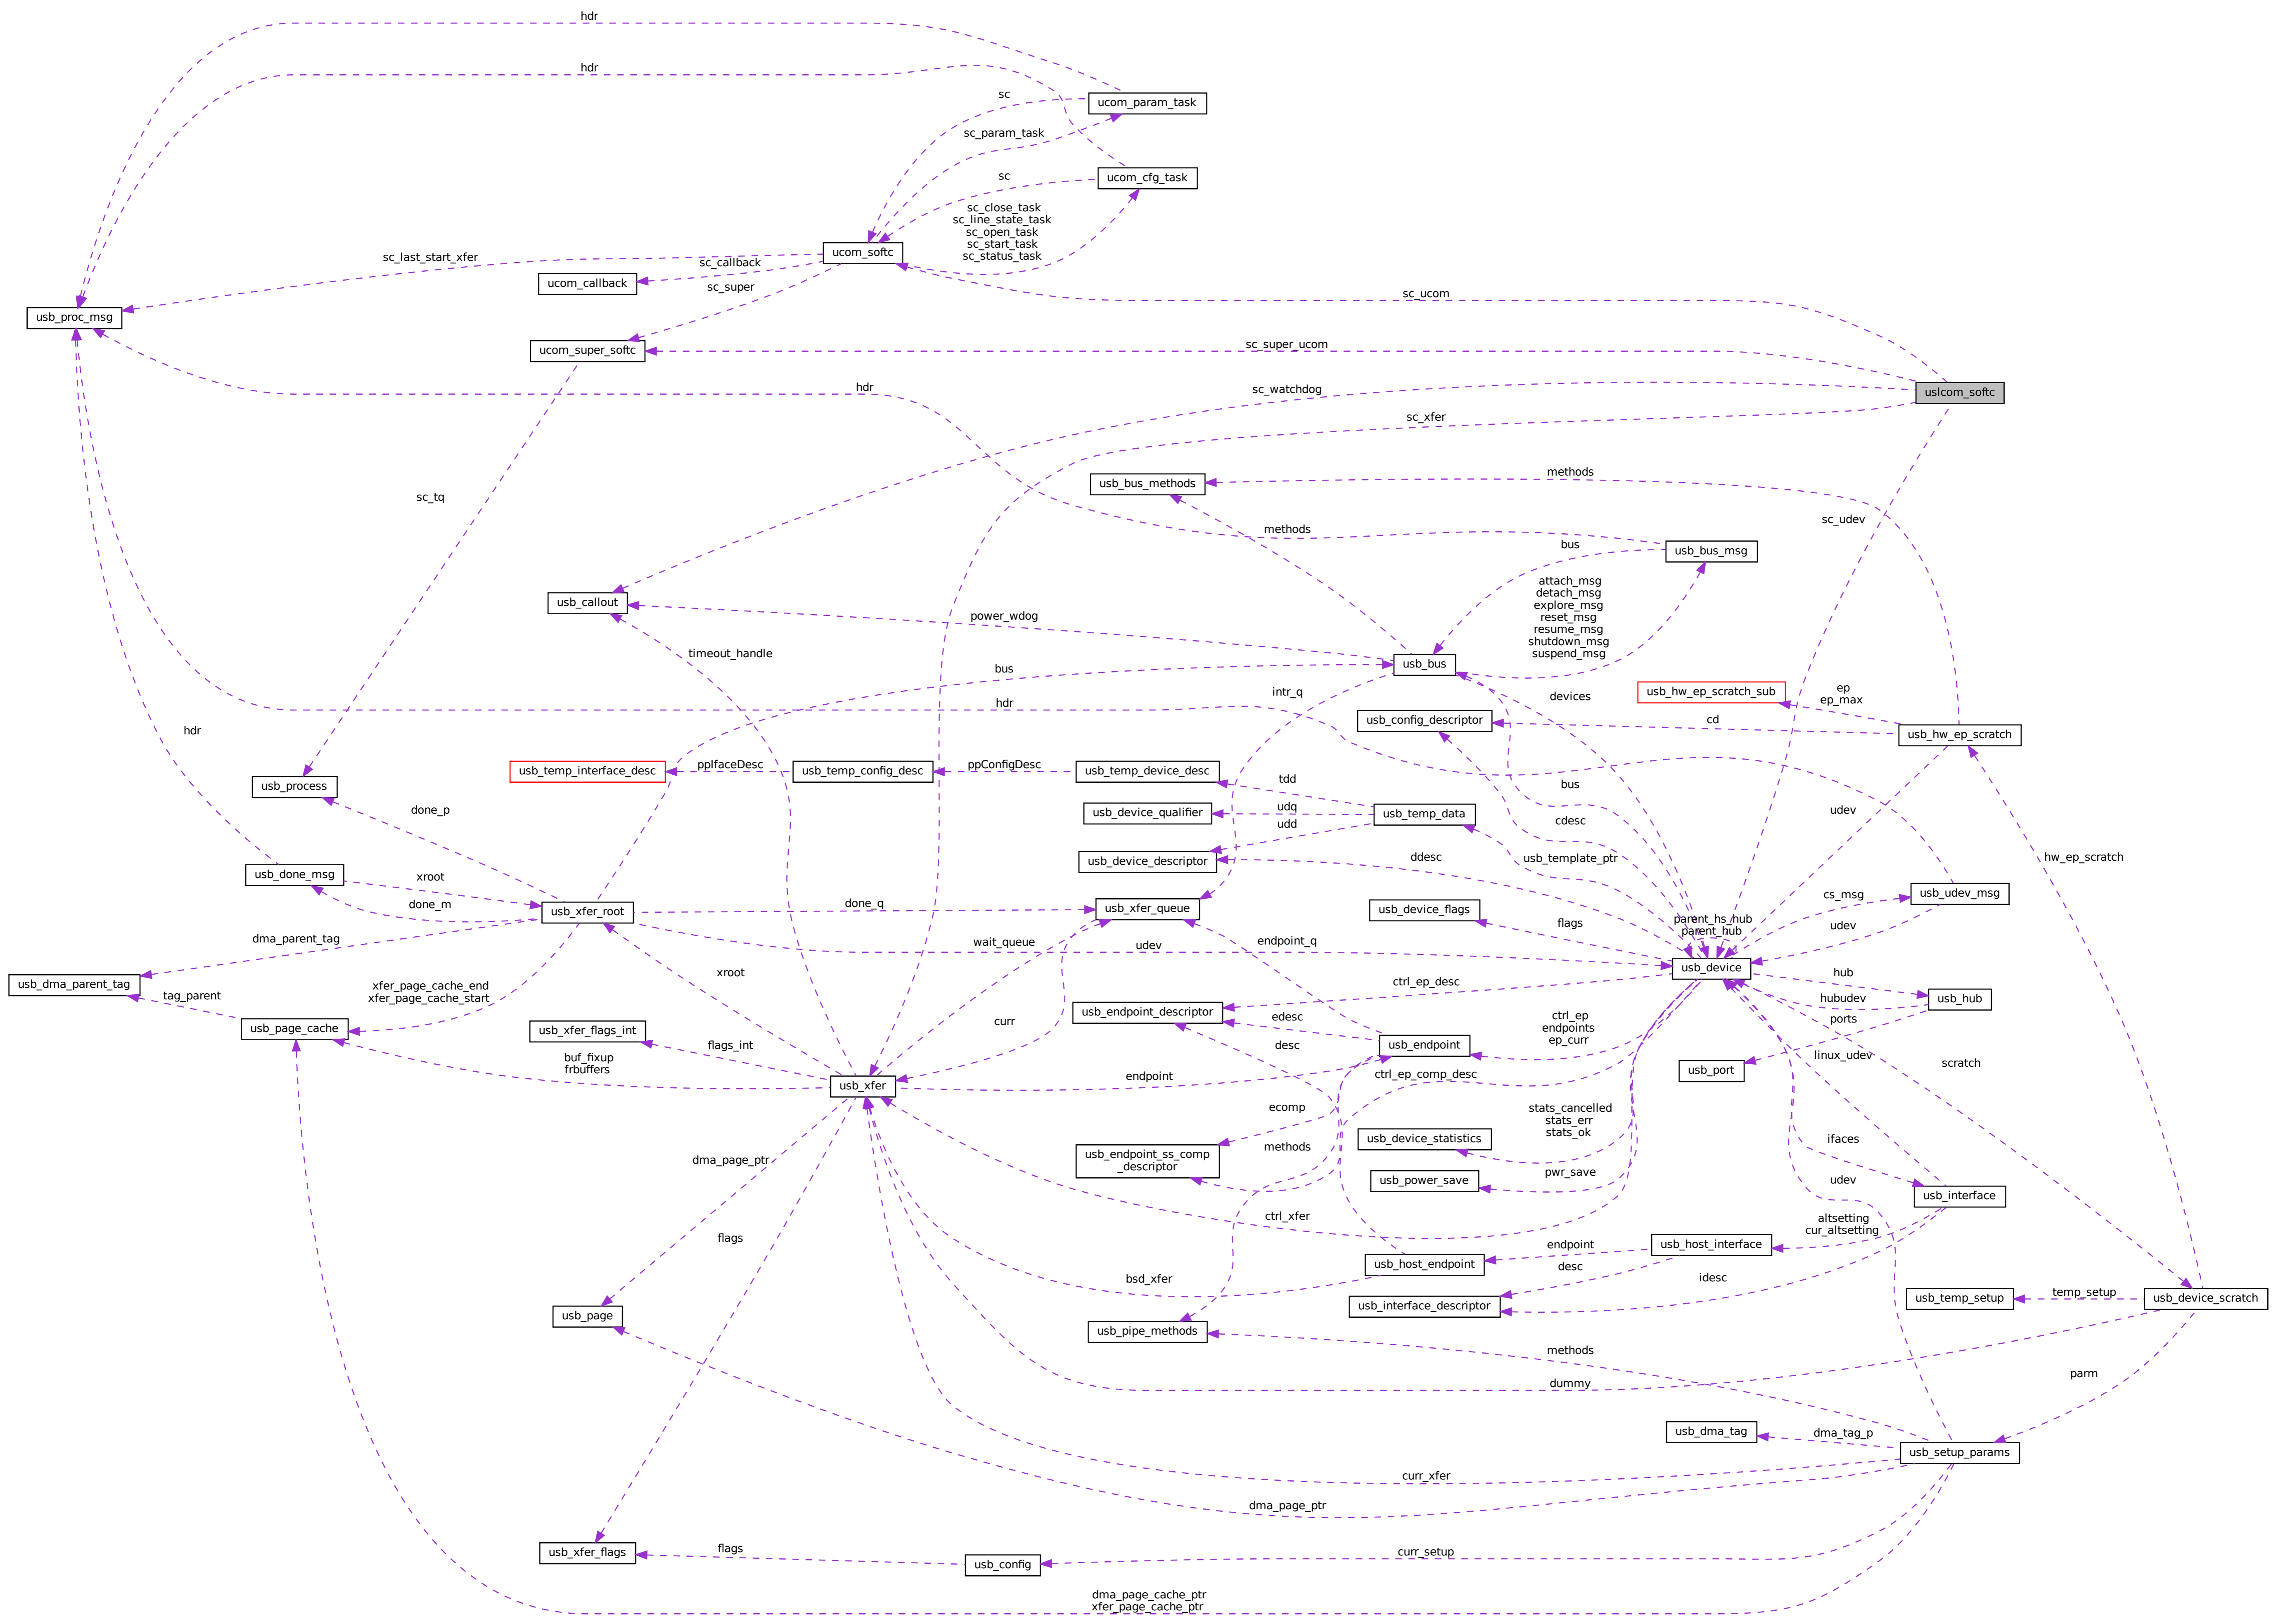 hdr
hdr
sc
ucom_param_task
sc_param_task
sc
ucom_cfg_task
sc_close_task
sc_line_state_task
sc_open_task
sc_start_task
sc_status_task
ucom_softc
sc_last_start_xfer
sc_callback
ucom_callback
sc_super
sc_ucom
usb_proc_msg
ucom_super_softc
sc_super_ucom
hdr
sc_watchdog
uslcom_softc
sc_xfer
sc_tq
usb_bus_methods
methods
sc_udev
methods
bus
usb_bus_msg
attach_msg
detach_msg
explore_msg
reset_msg
resume_msg
shutdown_msg
suspend_msg
usb_callout
power_wdog
timeout_handle
bus
usb_bus
intr_q
devices
usb_hw_ep_scratch_sub
ep
ep_max
hdr
usb_config_descriptor
cd
usb_hw_ep_scratch
hdr
usb_temp_interface_desc
ppIfaceDesc
usb_temp_config_desc
ppConfigDesc
usb_temp_device_desc
tdd
bus
usb_process
done_p
usb_device_qualifier
udq
usb_temp_data
udd
cdesc
udev
usb_device_descriptor
ddesc
usb_template_ptr
hw_ep_scratch
usb_done_msg
xroot
done_m
usb_xfer_root
done_q
usb_xfer_queue
usb_device_flags
flags
cs_msg
usb_udev_msg
parent_hs_hub
parent_hub
udev
dma_parent_tag
wait_queue
udev
endpoint_q
usb_dma_parent_tag
tag_parent
xfer_page_cache_end
xfer_page_cache_start
xroot
usb_device
hub
ctrl_ep_desc
hubudev
usb_hub
usb_page_cache
usb_xfer_flags_int
flags_int
curr
usb_endpoint_descriptor
edesc
desc
usb_endpoint
ctrl_ep
endpoints
ep_curr
ports
linux_udev
scratch
buf_fixup
frbuffers
usb_xfer
endpoint
ctrl_ep_comp_desc
usb_port
ecomp
stats_cancelled
stats_err
stats_ok
usb_device_statistics
ifaces
methods
usb_endpoint_ss_comp
_descriptor
dma_page_ptr
usb_power_save
pwr_save
udev
usb_interface
ctrl_xfer
altsetting
cur_altsetting
flags
endpoint
usb_host_interface
usb_host_endpoint
desc
bsd_xfer
idesc
usb_page
usb_interface_descriptor
usb_temp_setup
temp_setup
usb_device_scratch
usb_pipe_methods
methods
dummy
parm
usb_dma_tag
dma_tag_p
usb_setup_params
curr_xfer
dma_page_ptr
usb_xfer_flags
flags
usb_config
curr_setup
dma_page_cache_ptr
xfer_page_cache_ptr